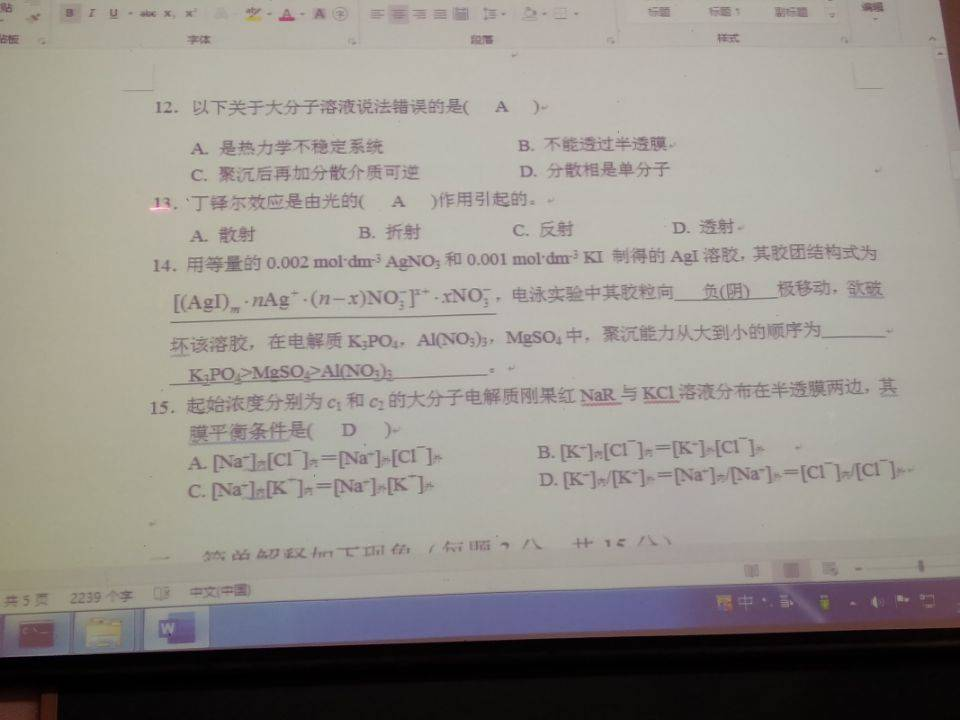 B I U abc x₂ x² A aby A A 字
标题 标题 1 副标题 编辑
贴板 字体 段落 样式
12. 以下关于大分子溶液说法错误的是( A )
A. 是热力学不稳定系统 B. 不能透过半透膜
C. 聚沉后再加分散介质可逆 D. 分散相是单分子
13. 丁铎尔效应是由光的( A )作用引起的。
A. 散射 B. 折射 C. 反射 D. 透射
14. 用等量的 0.002 mol·dm⁻³ AgNO₃ 和 0.001 mol·dm⁻³ KI 制得的 AgI 溶胶，其胶团结构式为
[(AgI)ₘ·nAg⁺·(n−x)NO₃⁻]ˣ⁺·xNO₃⁻，电泳实验中其胶粒向 负(阴) 极移动，欲破
坏该溶胶，在电解质 K₃PO₄，Al(NO₃)₃，MgSO₄ 中，聚沉能力从大到小的顺序为
K₃PO₄>MgSO₄>Al(NO₃)₃ 。
15. 起始浓度分别为 c₁ 和 c₂ 的大分子电解质刚果红 NaR 与 KCl 溶液分布在半透膜两边，其
膜平衡条件是( D )
A. [Na⁺]内[Cl⁻]内=[Na⁺]外[Cl⁻]外 B. [K⁺]内[Cl⁻]内=[K⁺]外[Cl⁻]外
C. [Na⁺]内[K⁺]内=[Na⁺]外[K⁺]外 D. [K⁺]内/[K⁺]外=[Na⁺]内/[Na⁺]外=[Cl⁻]内/[Cl⁻]外
共 5 页 2239 个字 中文(中国)
中
W